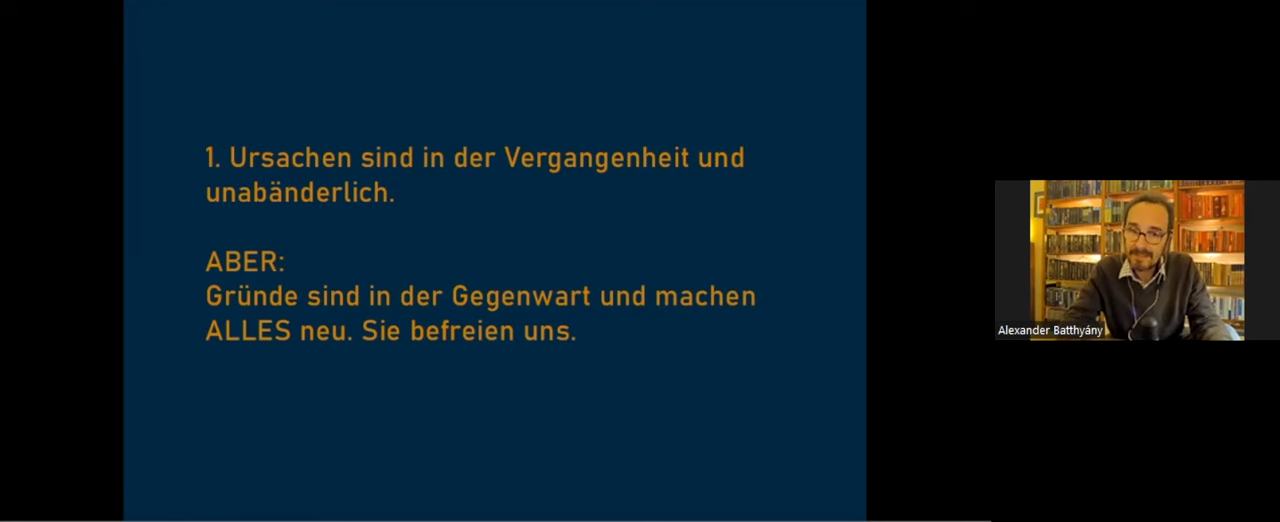 1. Ursachen sind in der Vergangenheit und
unabänderlich.
ABER:
Gründe sind in der Gegenwart und machen
ALLES neu. Sie befreien uns.
Alexander Batthyány